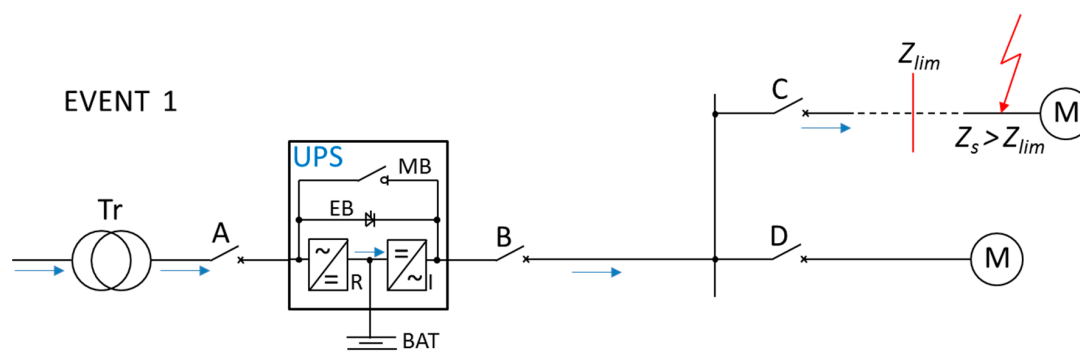 EVENT 1
Tr
A
UPS
MB
EB
~
=
R
=
~
I
BAT
B
C
Zlim
Zs > Zlim
M
D
M